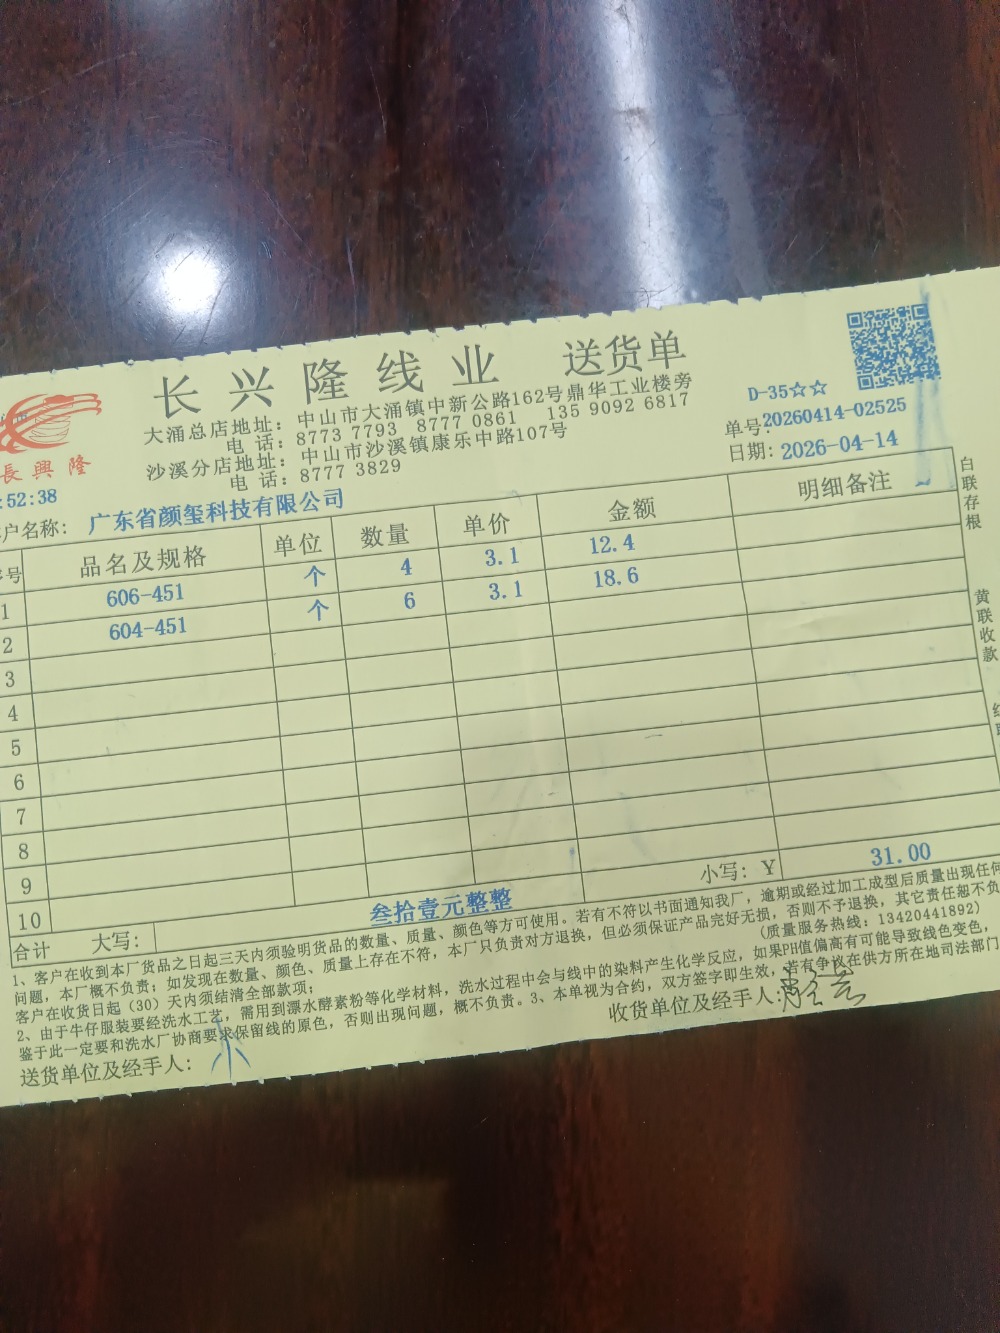 长兴隆线业 送货单
大涌总店地址：中山市大涌镇中新公路162号鼎华工业楼旁
电 话：8773 7793 8777 0861 135 9092 6817
沙溪分店地址：中山市沙溪镇康乐中路107号
电 话：8777 3829
長興隆
D-35☆☆
单号:20260414-02525
日期: 2026-04-14
:52:38
户名称: 广东省颜玺科技有限公司
号 品名及规格 单位 数量 单价 金额 明细备注
1 606-451 个 4 3.1 12.4
2 604-451 个 6 3.1 18.6
3
4
5
6
7
8
9
10
合计 大写: 叁拾壹元整整 小写: Y 31.00
1、客户在收到本厂货品之日起三天内须验明货品的数量、质量、颜色等方可使用。若有不符以书面通知我厂，逾期或经过加工成型后质量出现任何
问题，本厂概不负责；如发现在数量、颜色、质量上存在不符，本厂只负责对方退换，但必须保证产品完好无损，否则不予退换，其它责任恕不负
客户在收货日起（30）天内须结清全部款项；
(质量服务热线: 13420441892)
2、由于牛仔服装要经洗水工艺，需用到漂水酵素粉等化学材料，洗水过程中会与线中的染料产生化学反应，如果PH值偏高有可能导致线色变色，
鉴于此一定要和洗水厂协商要求保留线的原色，否则出现问题，概不负责。3、本单视为合约，双方签字即生效，若有争议在供方所在地司法部门
送货单位及经手人:
收货单位及经手人:
白联存根
黄联收款